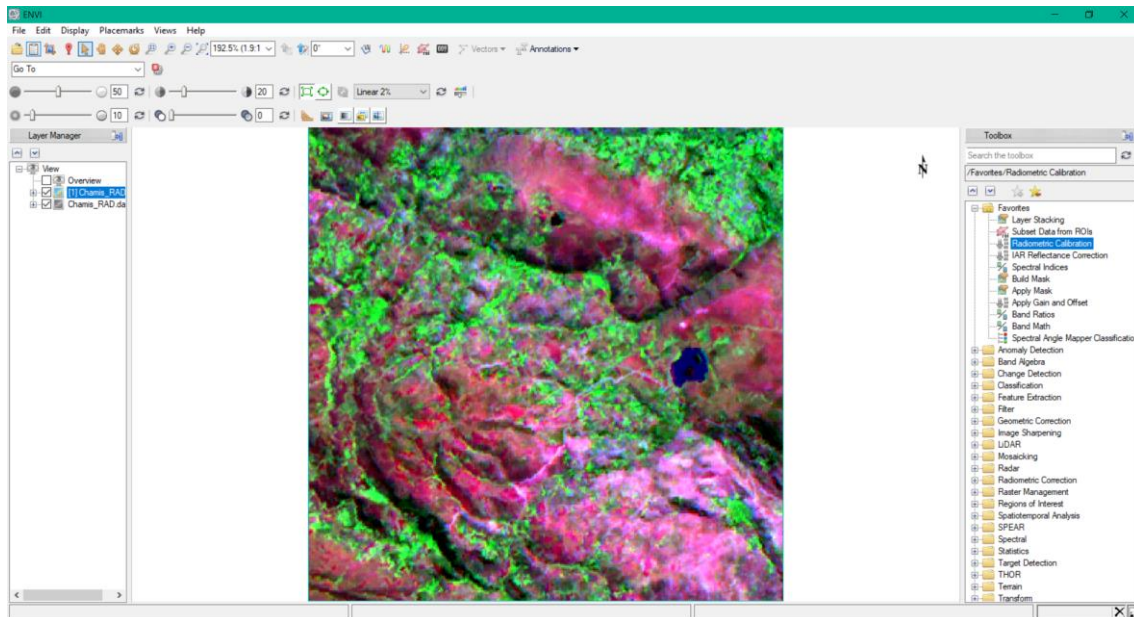 ENVI
File Edit Display Placemarks Views Help
192.5% (1.9:1 0° Vectors Annotations
Go To
50 20 Linear 2%
10 0
Layer Manager
View
Overview
[1] Chamis_RAD
Chamis_RAD.da
N
Toolbox
Search the toolbox
/Favorites/Radiometric Calibration
Favorites
Layer Stacking
Subset Data from ROIs
Radiometric Calibration
IAR Reflectance Correction
Spectral Indices
Build Mask
Apply Mask
Apply Gain and Offset
Band Ratios
Band Math
Spectral Angle Mapper Classificatio
Anomaly Detection
Band Algebra
Change Detection
Classification
Feature Extraction
Filter
Geometric Correction
Image Sharpening
LiDAR
Mosaicking
Radar
Radiometric Correction
Raster Management
Regions of Interest
Spatiotemporal Analysis
SPEAR
Spectral
Statistics
Target Detection
THOR
Terrain
Transform